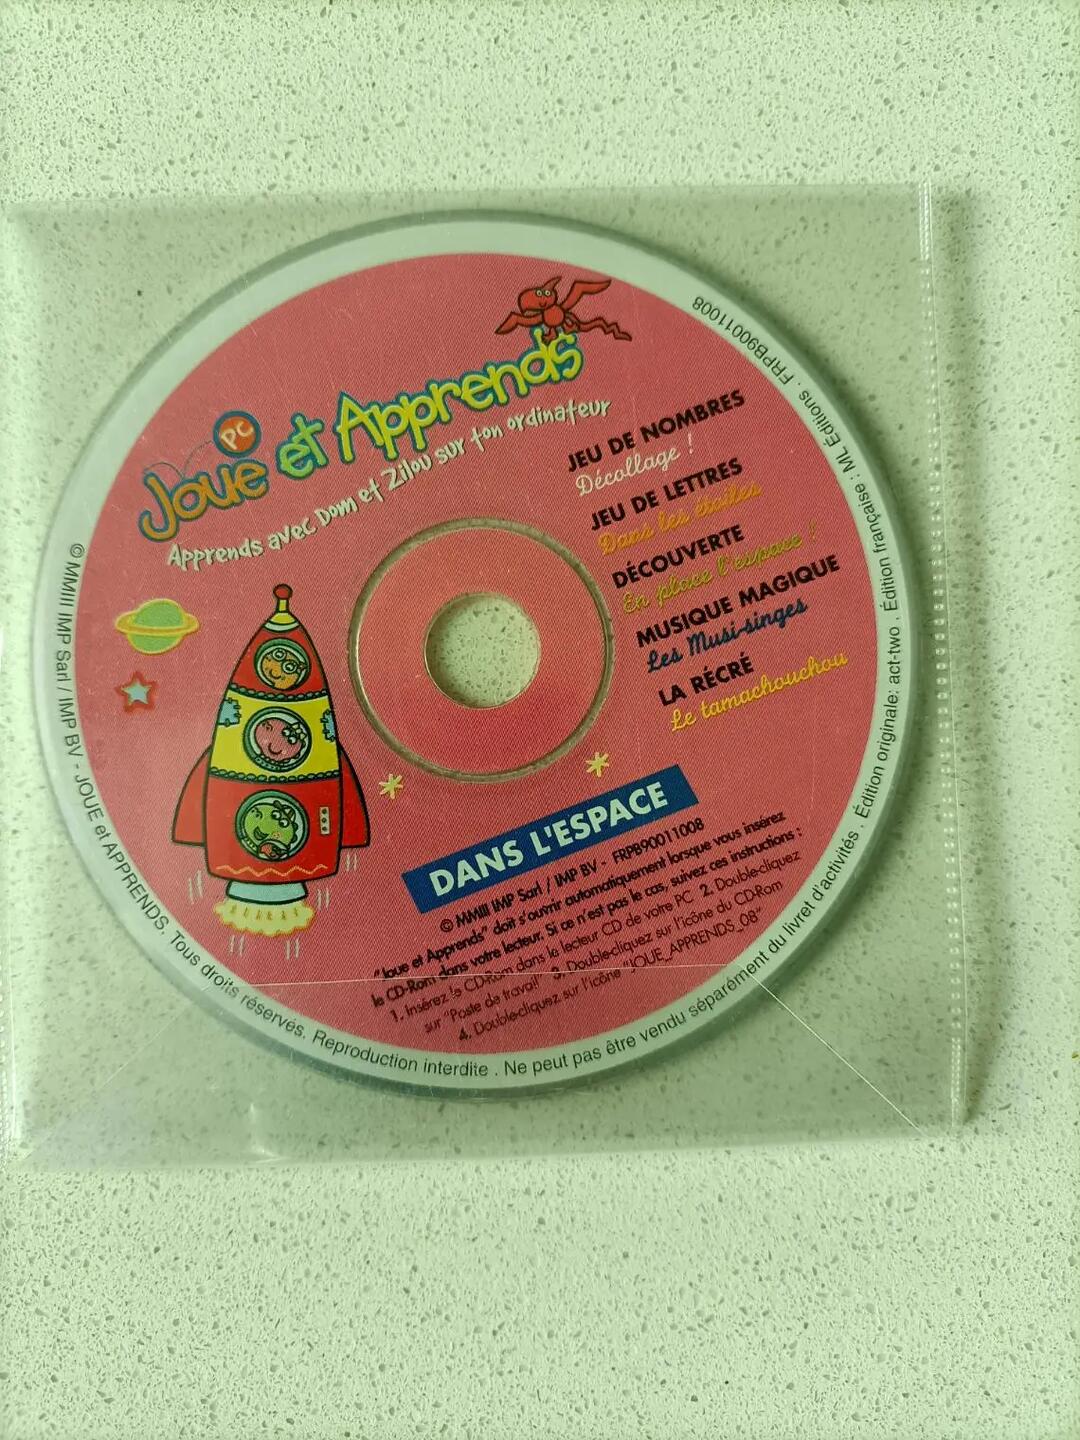 PC
Joue et Apprends
Apprends avec Dom et Zilou sur ton ordinateur
JEU DE NOMBRES
Décollage !
JEU DE LETTRES
Dans les étoiles
DÉCOUVERTE
En place l'espace !
MUSIQUE MAGIQUE
Les Musi-singes
LA RÉCRÉ
Le tamachouchou
DANS L'ESPACE
© MMIII IMP Sarl / IMP BV - FRPB90011008
"Joue et Apprends" doit s'ouvrir automatiquement lorsque vous insérez
le CD-Rom dans votre lecteur. Si ce n'est pas le cas, suivez ces instructions :
1. Insérez le CD-Rom dans le lecteur CD de votre PC 2. Double-cliquez
sur "Poste de travail" 3. Double-cliquez sur l'icône du CD-Rom
4. Double-cliquez sur l'icône "JOUE_APPRENDS_08"
© MMIII IMP Sarl / IMP BV - JOUE et APPRENDS. Tous droits réservés. Reproduction interdite . Ne peut pas être vendu séparément du livret d'activités . Édition originale: act-two . Édition française : ML Éditions . FRPB90011008